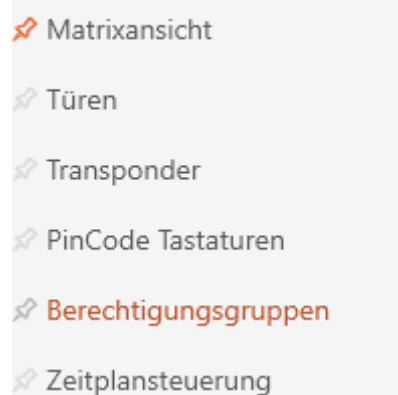 Matrixansicht
Türen
Transponder
PinCode Tastaturen
Berechtigungsgruppen
Zeitplansteuerung